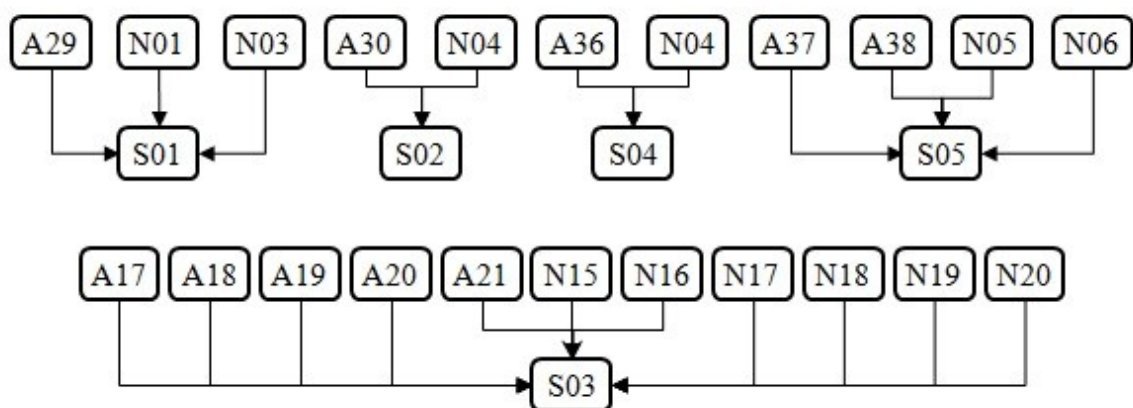 A29 N01 N03 A30 N04 A36 N04 A37 A38 N05 N06
S01 S02 S04 S05
A17 A18 A19 A20 A21 N15 N16 N17 N18 N19 N20
S03